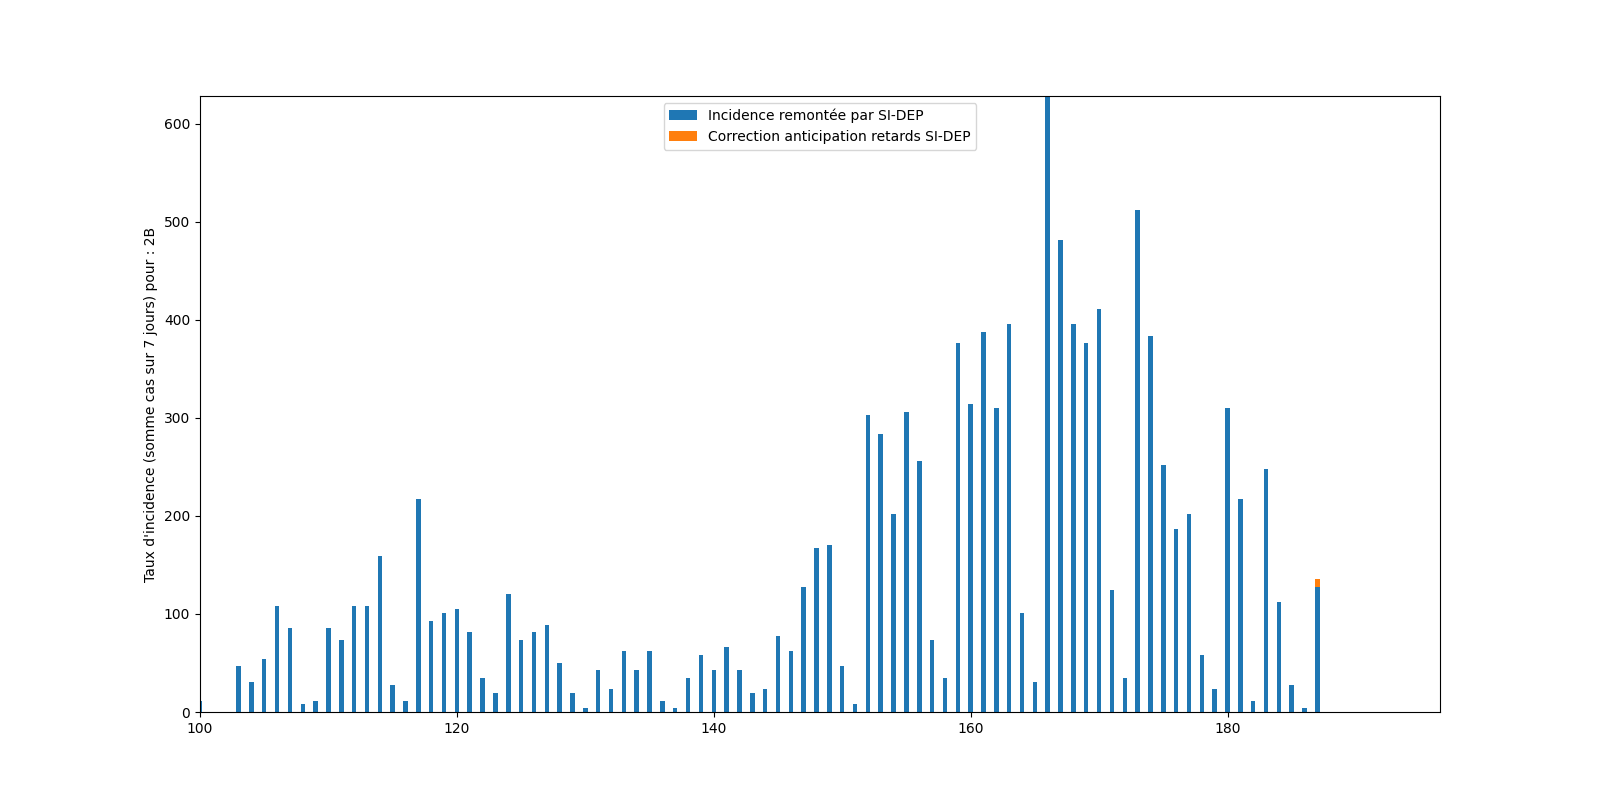 Incidence remontée par SI-DEP
Correction anticipation retards SI-DEP
Taux d'incidence (somme cas sur 7 jours) pour : 2B
600
500
400
300
200
100
0
100 120 140 160 180